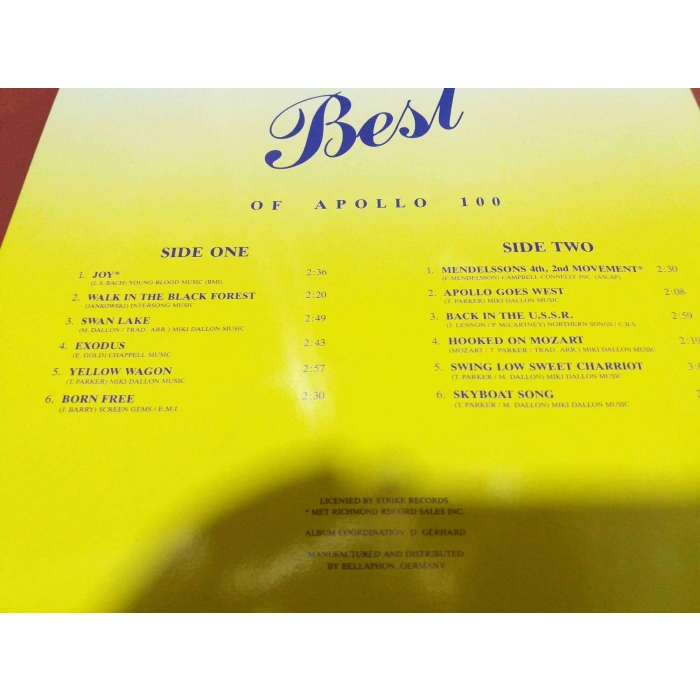 Best
OF APOLLO 100
SIDE ONE
1. JOY* 2:36
(J. S. BACH) YOUNG BLOOD MUSIC (BMI)
2. WALK IN THE BLACK FOREST 2:20
(JANKOWSKI) INTERSONG MUSIC
3. SWAN LAKE 2:49
(M. DALLON / TRAD. ARR.) MIKI DALLON MUSIC
4. EXODUS 2:43
(E. GOLD) CHAPPELL MUSIC
5. YELLOW WAGON 2:57
(T. PARKER) MIKI DALLON MUSIC
6. BORN FREE 2:30
(J. BARRY) SCREEN GEMS / E.M.I.
SIDE TWO
1. MENDELSSONS 4th, 2nd MOVEMENT* 2:30
(F. MENDELSON) CAMPBELL-CONNELLY INC. (ASCAP)
2. APOLLO GOES WEST 2:08
(T. PARKER) MIKI DALLON MUSIC
3. BACK IN THE U.S.S.R. 2:59
(J. LENNON / P. McCARTNEY) NORTHERN SONGS / C.B.S.
4. HOOKED ON MOZART 2:19
(MOZART / T. PARKER / TRAD. ARR.) MIKI DALLON MUSIC
5. SWING LOW SWEET CHARRIOT
(T. PARKER / M. DALLON) MIKI DALLON MUSIC
6. SKYBOAT SONG
(T. PARKER / M. DALLON) MIKI DALLON MUSIC
LICENSED BY STRIKE RECORDS
* MET RICHMOND RECORD SALES INC.
ALBUM COORDINATION: D. GERHARD
MANUFACTURED AND DISTRIBUTED
BY BELLAPHON, GERMANY